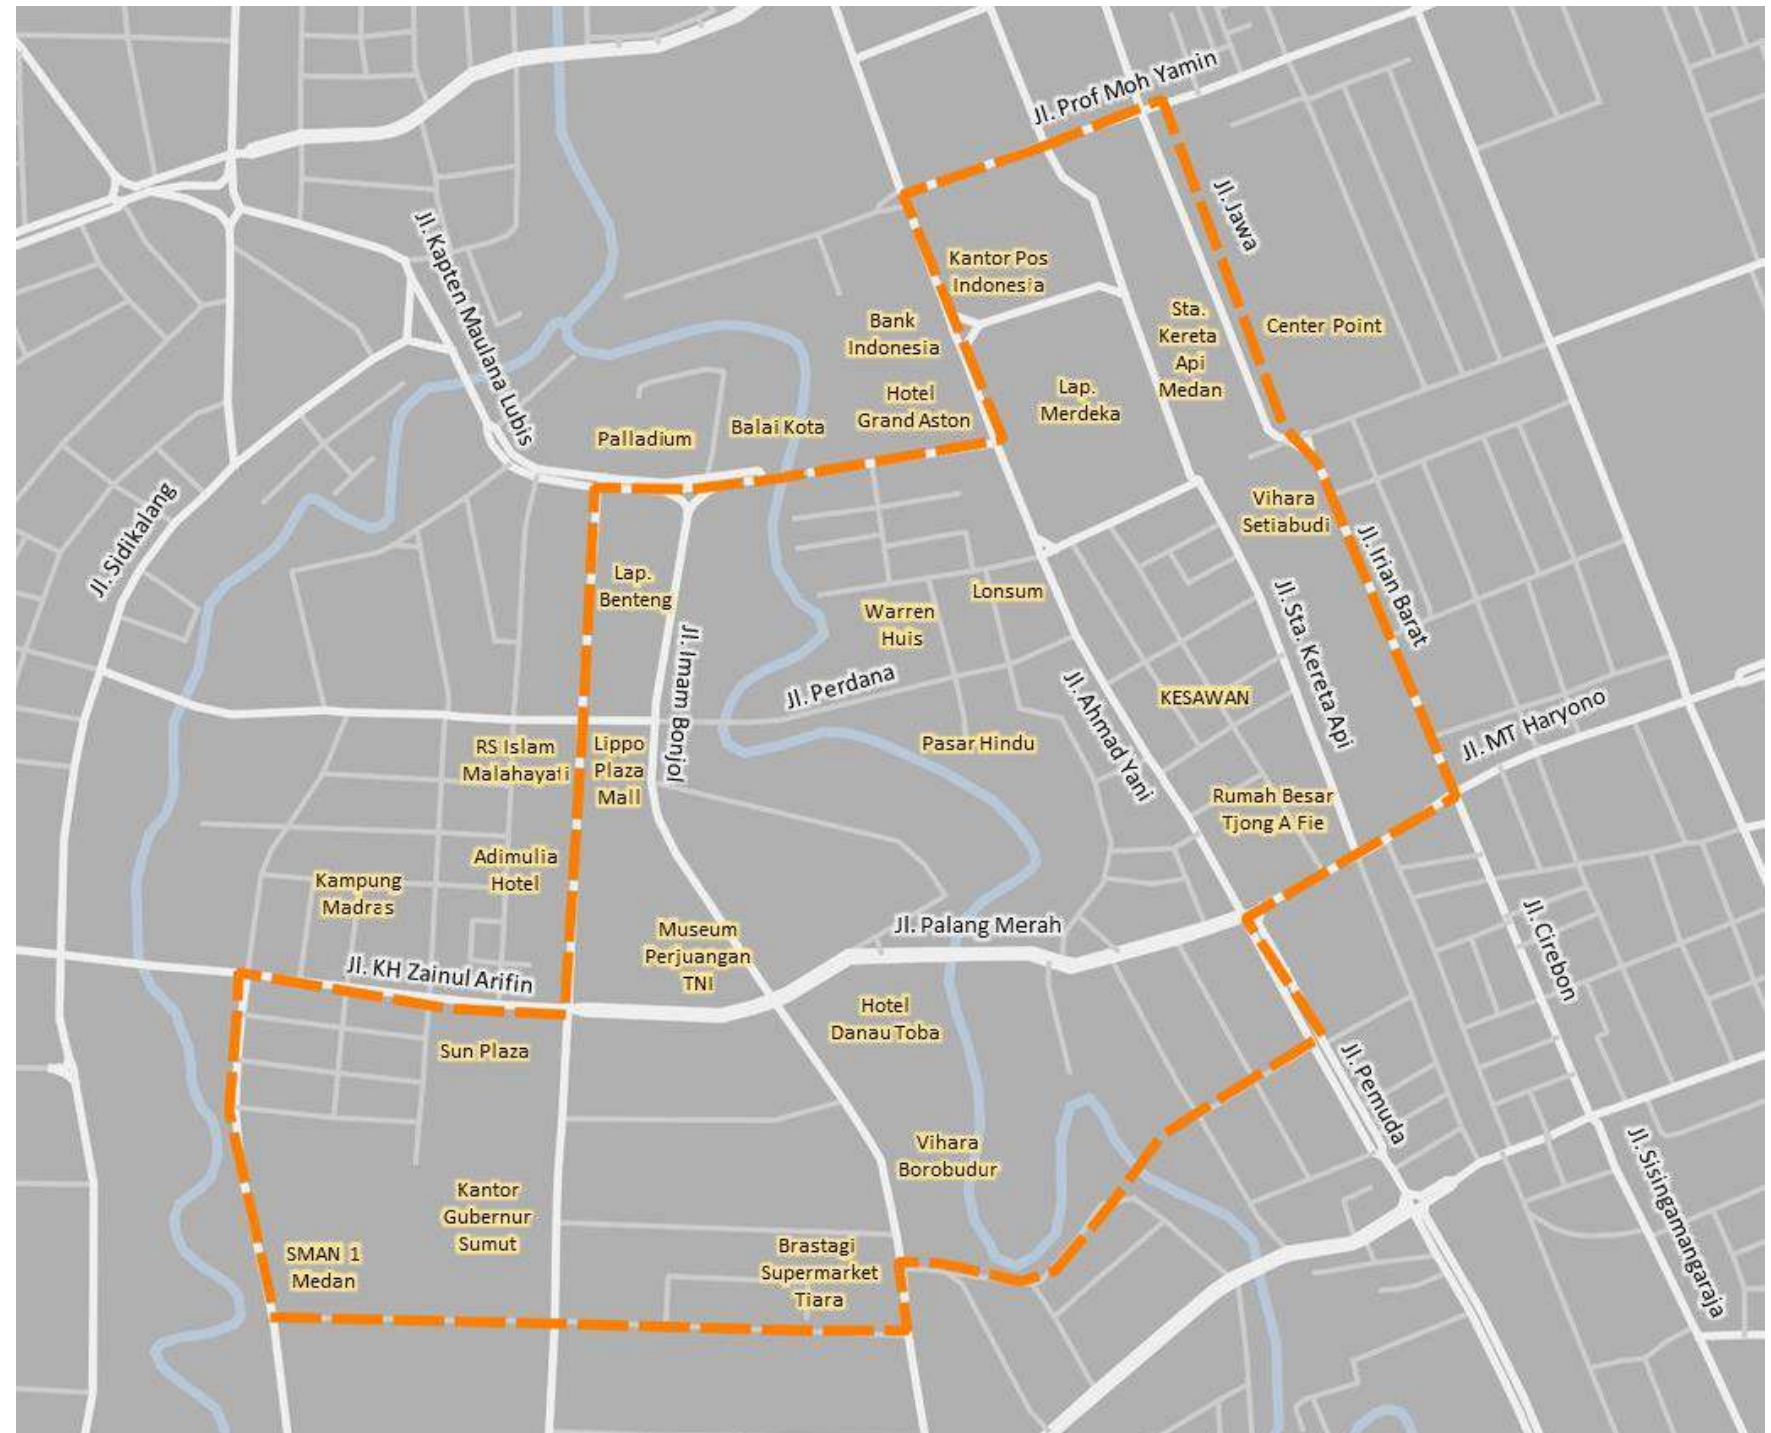 Jl. Prof Moh Yamin
Jl. Jawa
Jl. Kapten Maulana Lubis
Kantor Pos
Indonesia
Bank
Indonesia
Sta.
Kereta
Api
Medan
Center Point
Hotel
Grand Aston
Lap.
Merdeka
Palladium
Balai Kota
Jl. Sidikalang
Vihara
Setiabudi
Jl. Irian Barat
Lap.
Benteng
Lonsum
Warren
Huis
Jl. Sta. Kereta Api
Jl. Imam Bonjol
Jl. Perdana
Jl. Ahmad Yani
KESAWAN
Jl. MT Haryono
RS Islam
Malahayati
Lippo
Plaza
Mall
Pasar Hindu
Rumah Besar
Tjong A Fie
Adimulia
Hotel
Kampung
Madras
Museum
Perjuangan
TNI
Jl. Palang Merah
Jl. Cirebon
Jl. KH Zainul Arifin
Hotel
Danau Toba
Sun Plaza
Jl. Pemuda
Vihara
Borobudur
Jl. Sisingamangaraja
Kantor
Gubernur
Sumut
SMAN 1
Medan
Brastagi
Supermarket
Tiara